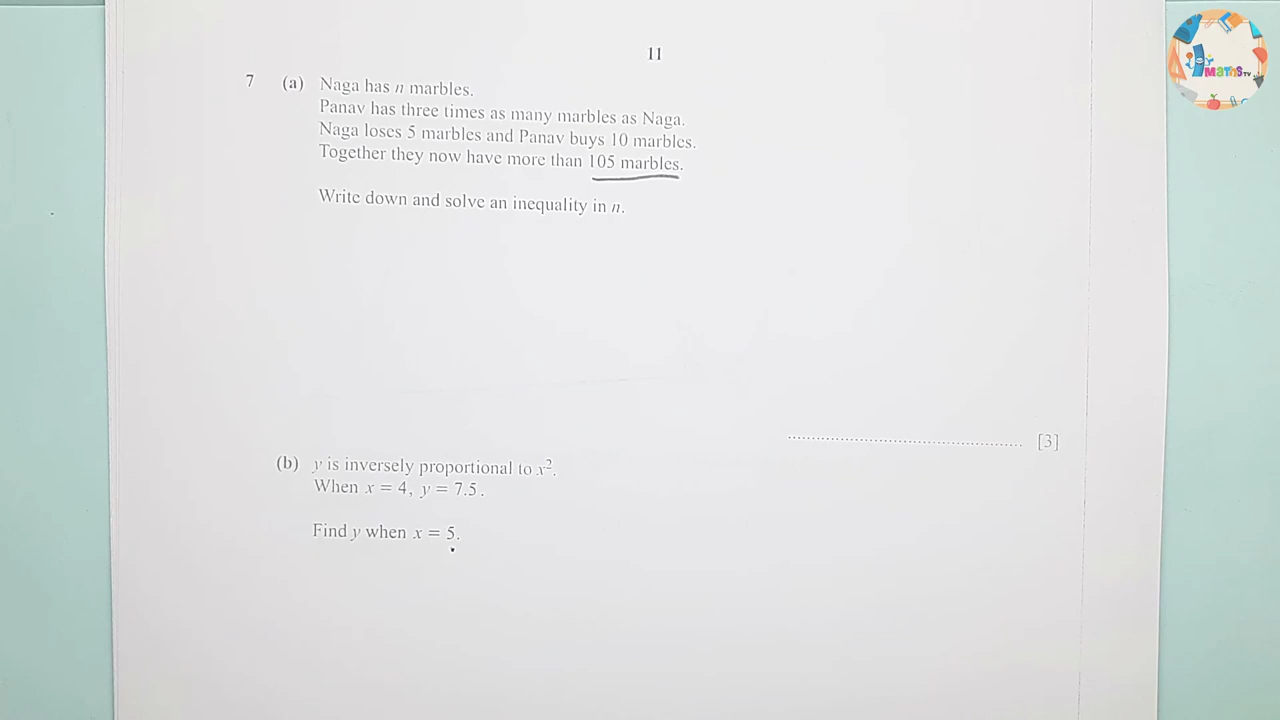 11
7 (a) Naga has n marbles.
Panav has three times as many marbles as Naga.
Naga loses 5 marbles and Panav buys 10 marbles.
Together they now have more than 105 marbles.
Write down and solve an inequality in n.
................................................ [3]
(b) y is inversely proportional to x².
When x = 4, y = 7.5.
Find y when x = 5.
MATHS TV